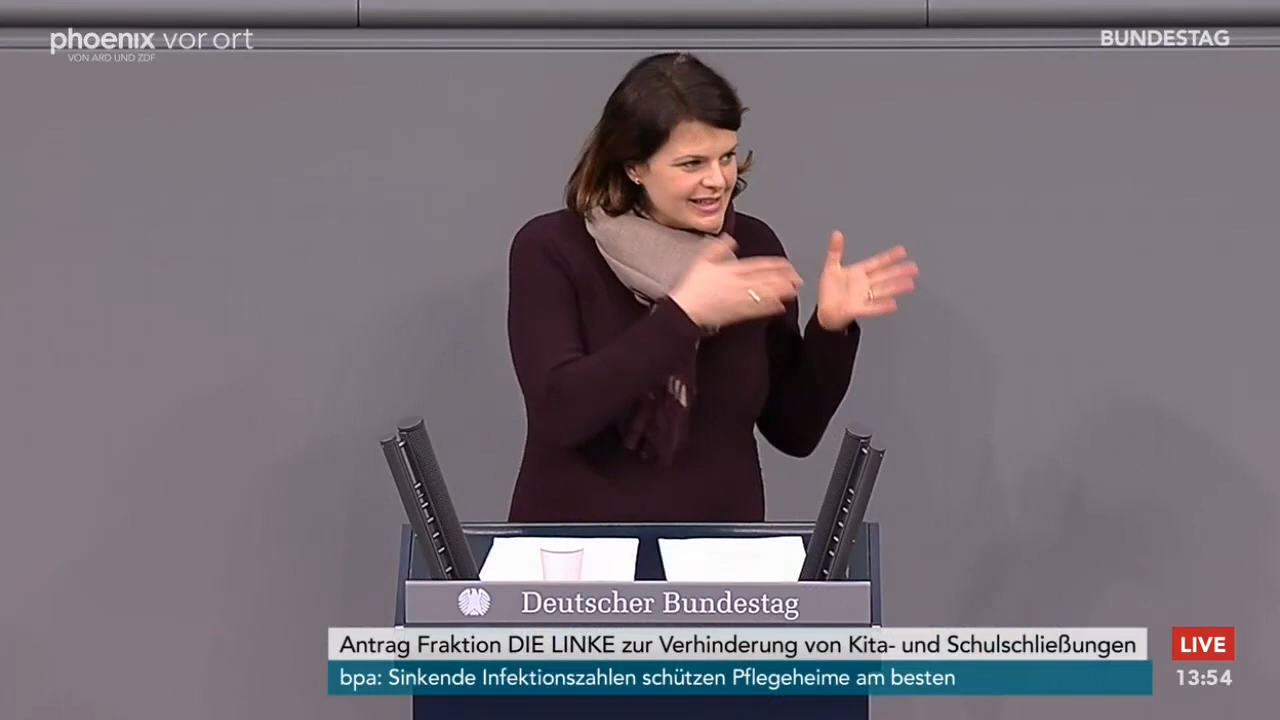 phoenix vor ort
VON ARD UND ZDF
BUNDESTAG
Deutscher Bundestag
Antrag Fraktion DIE LINKE zur Verhinderung von Kita- und Schulschließungen
LIVE
bpa: Sinkende Infektionszahlen schützen Pflegeheime am besten
13:54